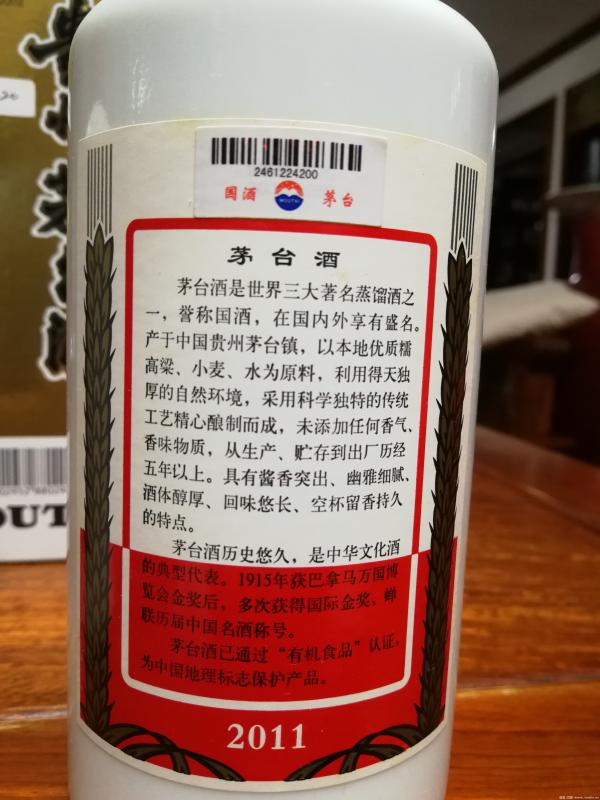 2461224200
国酒 MOUTAI 茅台
茅台酒
茅台酒是世界三大著名蒸馏酒之
一，誉称国酒，在国内外享有盛名。
产于中国贵州茅台镇，以本地优质糯
高粱、小麦、水为原料，利用得天独
厚的自然环境，采用科学独特的传统
工艺精心酿制而成，未添加任何香气、
香味物质，从生产、贮存到出厂历经
五年以上。具有酱香突出、幽雅细腻、
酒体醇厚、回味悠长、空杯留香持久
的特点。
茅台酒历史悠久，是中华文化酒
的典型代表。1915年获巴拿马万国博
览会金奖后，多次获得国际金奖，蝉
联历届中国名酒称号。
茅台酒已通过“有机食品”认证，
为中国地理标志保护产品。
2011
贵州茅台酒
OUT